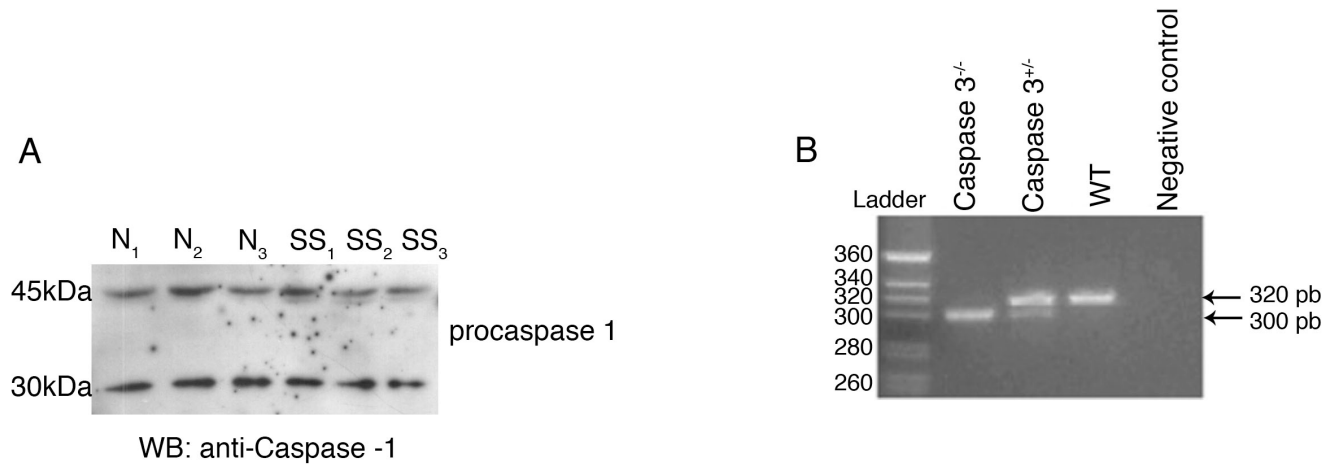 A
N1 N2 N3 SS1 SS2 SS3
45kDa
procaspase 1
30kDa
WB: anti-Caspase -1
B
Ladder
Caspase 3-/-
Caspase 3+/-
WT
Negative control
360
340
320
300
280
260
320 pb
300 pb